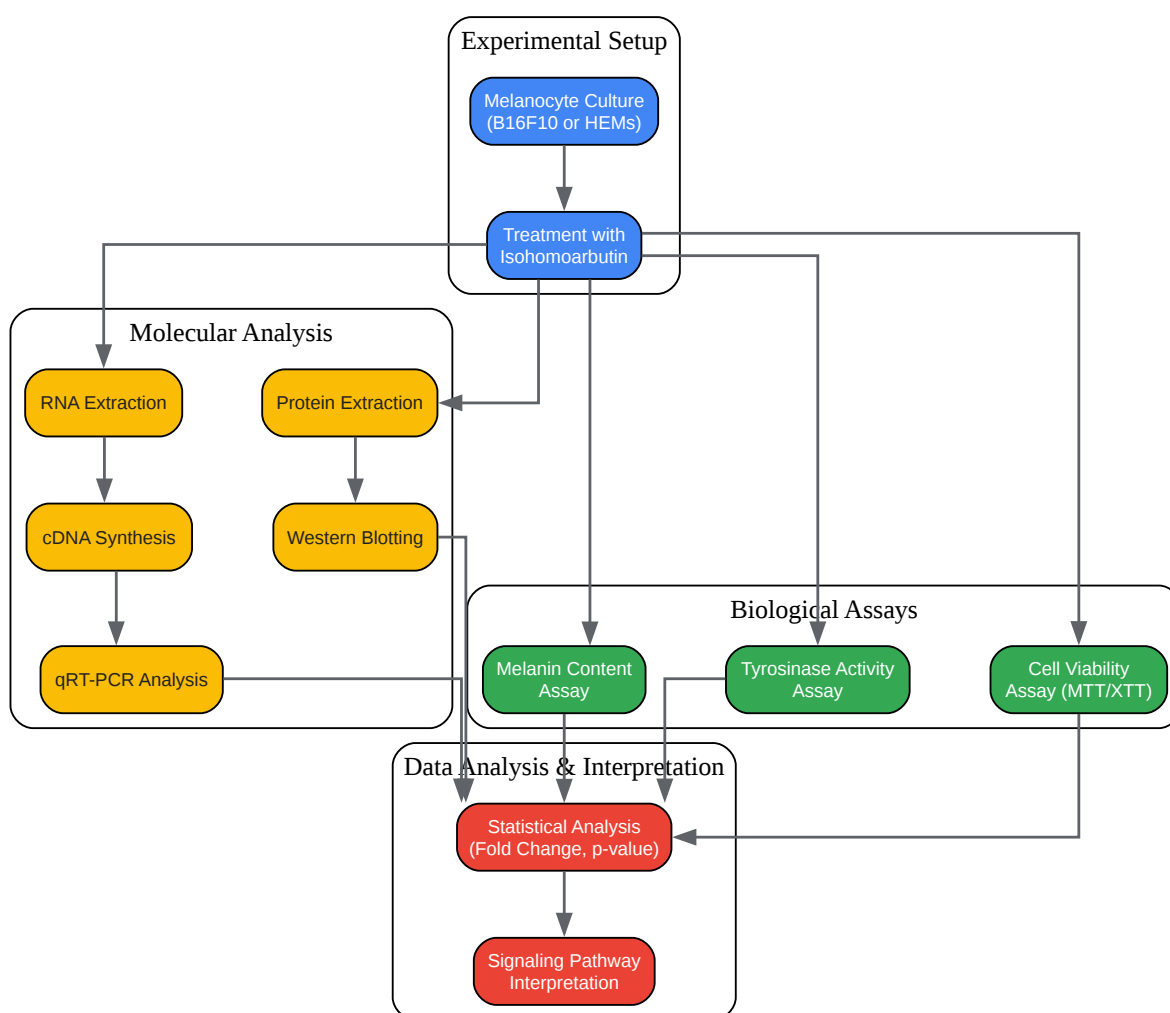 Experimental Setup
Melanocyte Culture
(B16F10 or HEMs)
Treatment with
Isohomoarbutin
Molecular Analysis
RNA Extraction
Protein Extraction
cDNA Synthesis
Western Blotting
qRT-PCR Analysis
Biological Assays
Melanin Content
Assay
Tyrosinase Activity
Assay
Cell Viability
Assay (MTT/XTT)
Data Analysis & Interpretation
Statistical Analysis
(Fold Change, p-value)
Signaling Pathway
Interpretation